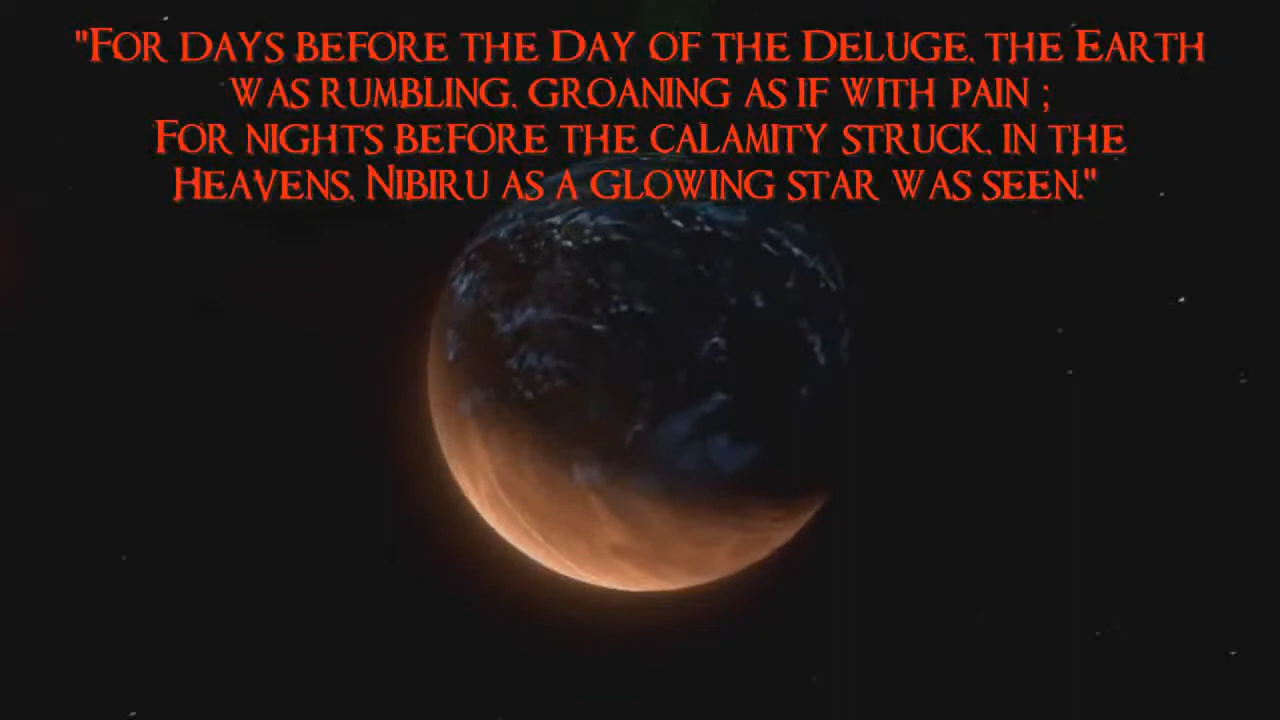 "For days before the Day of the Deluge, the Earth
was rumbling, groaning as if with pain ;
For nights before the calamity struck, in the
Heavens, Nibiru as a glowing star was seen."